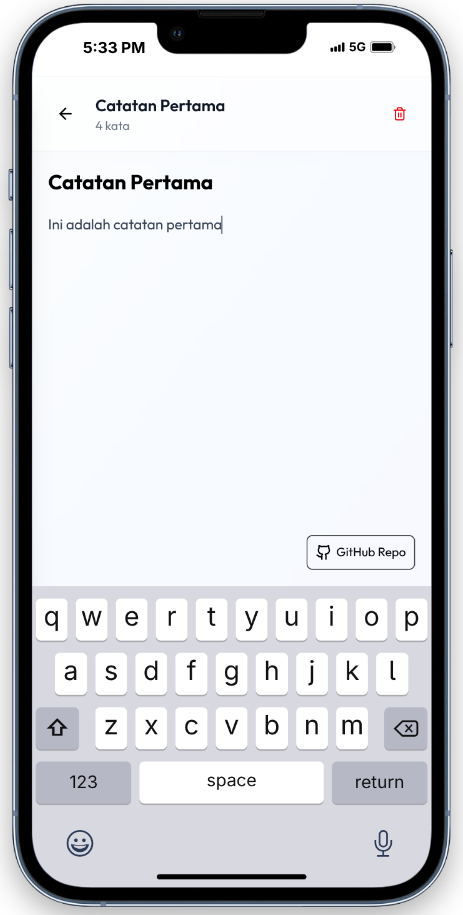 5:33 PM 5G
Catatan Pertama
4 kata
Catatan Pertama
Ini adalah catatan pertama
GitHub Repo
q w e r t y u i o p
a s d f g h j k l
z x c v b n m
123 space return